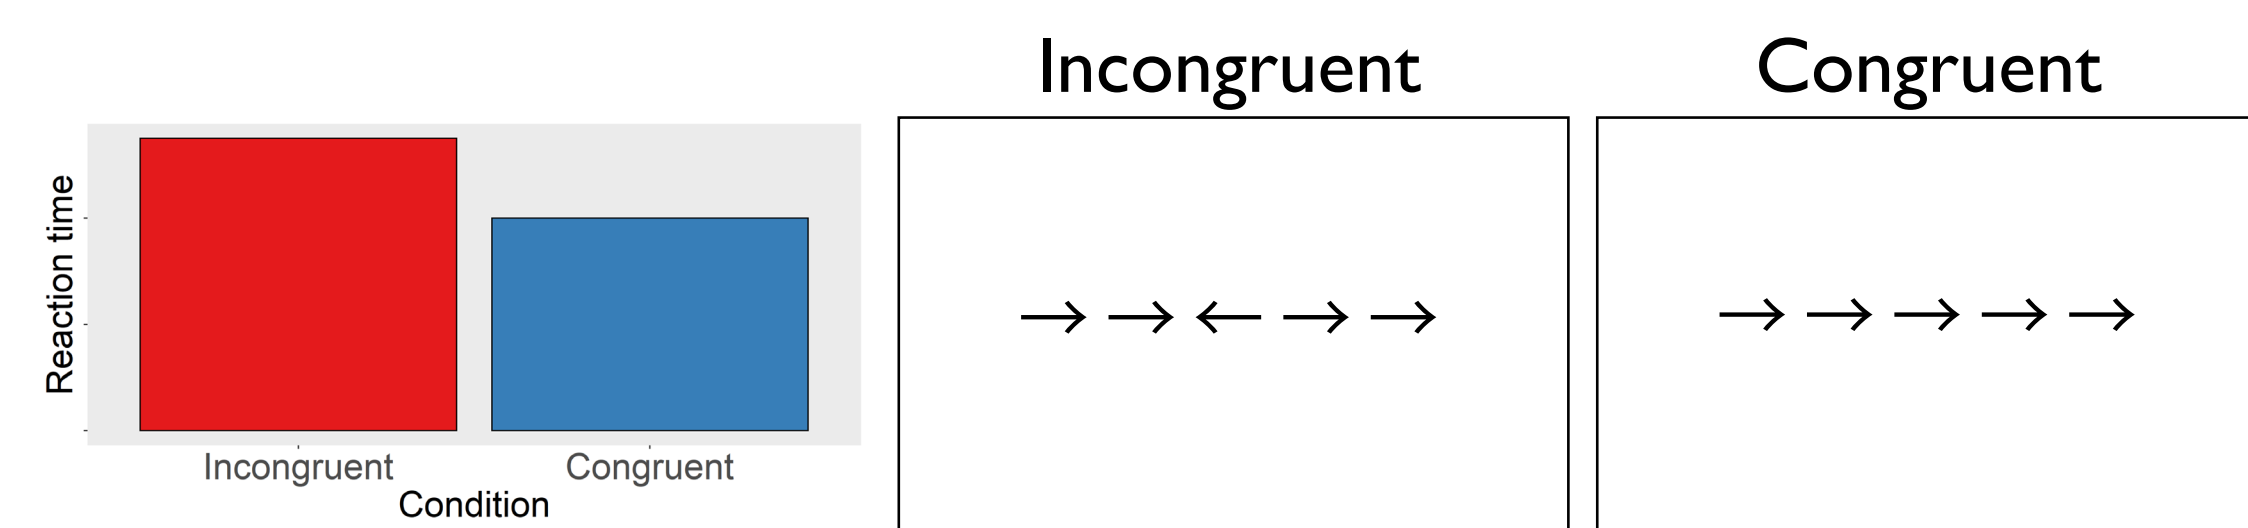 Reaction time
Incongruent
Congruent
Condition
Incongruent
→ → ← → →
Congruent
→ → → → →